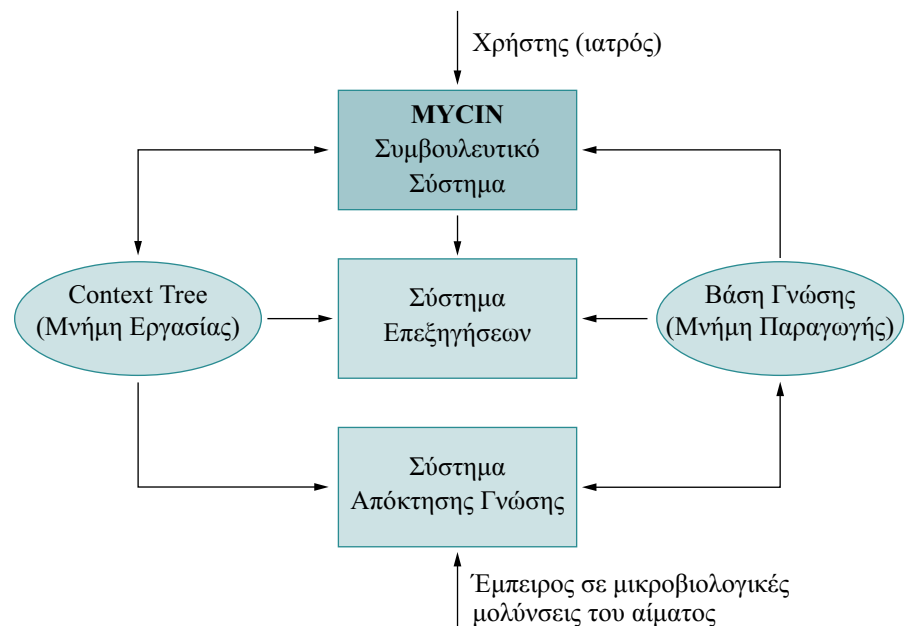 Χρήστης (ιατρός)
MYCIN
Συμβουλευτικό
Σύστημα
Context Tree
(Μνήμη Εργασίας)
Σύστημα
Επεξηγήσεων
Βάση Γνώσης
(Μνήμη Παραγωγής)
Σύστημα
Απόκτησης Γνώσης
Έμπειρος σε μικροβιολογικές
μολύνσεις του αίματος